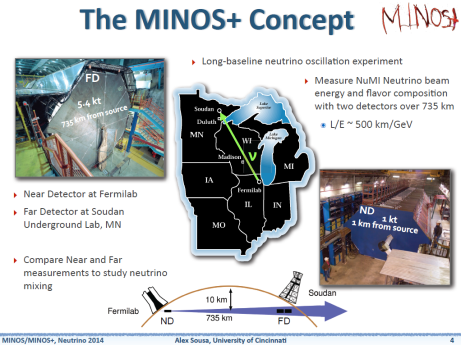 The MINOS+ Concept
MINOS+
Long-baseline neutrino oscillation experiment
Measure NuMI Neutrino beam
energy and flavor composition
with two detectors over 735 km
L/E ~ 500 km/GeV
FD
5.4 kt
735 km from source
Soudan
Duluth
MN
Lake
Superior
WI
Lake
Michigan
Madison
ν
MI
IA
Fermilab
IL
IN
MO
Near Detector at Fermilab
Far Detector at Soudan
Underground Lab, MN
Compare Near and Far
measurements to study neutrino
mixing
ND
1 kt
1 km from source
Fermilab
10 km
Soudan
ND
735 km
FD
MINOS/MINOS+, Neutrino 2014
Alex Sousa, University of Cincinnati
4